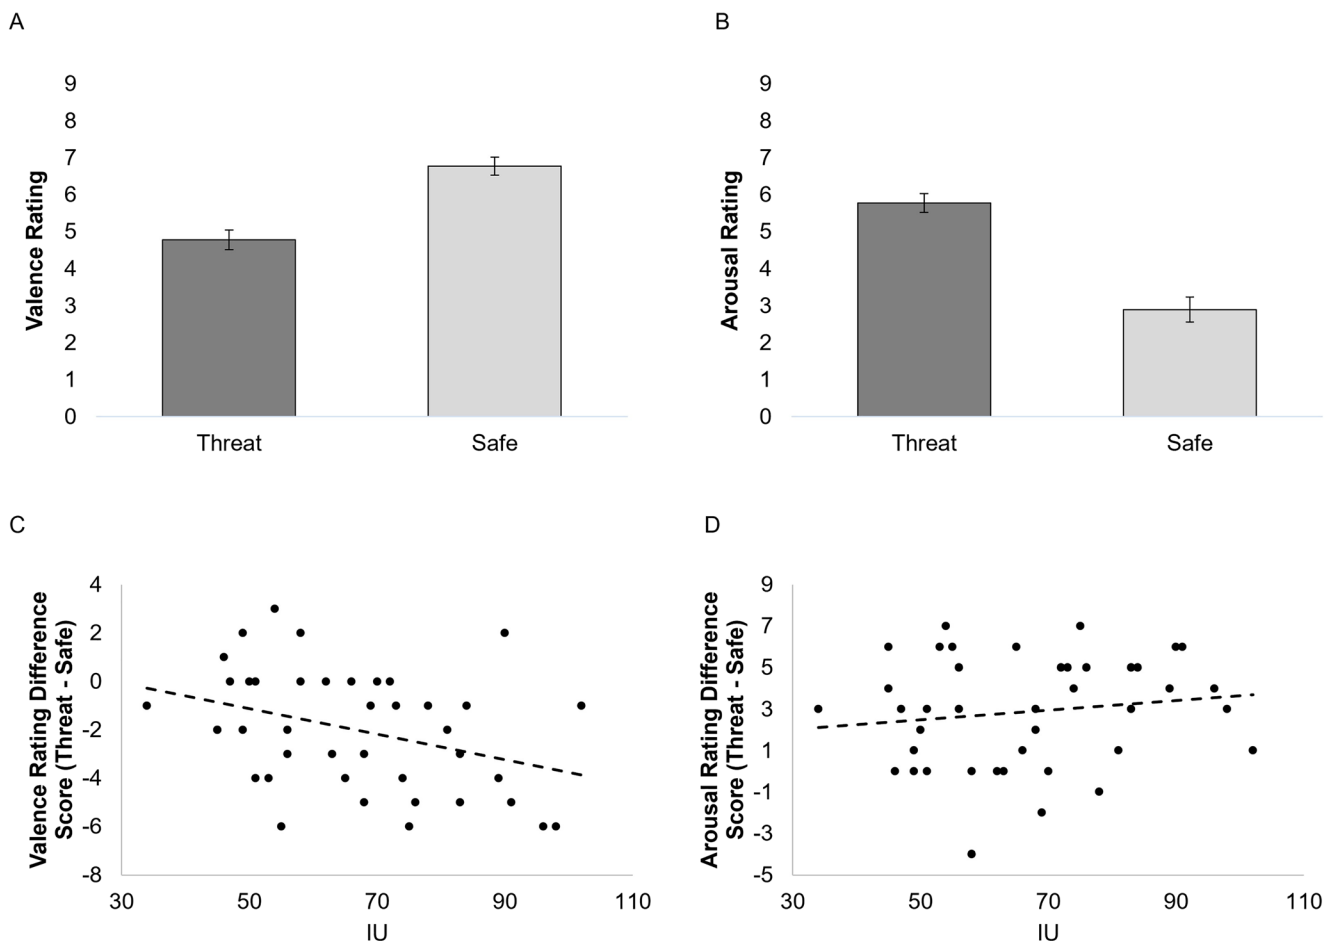 A
9
8
7
6
5
4
3
2
1
0
Valence Rating
Threat
Safe
B
9
8
7
6
5
4
3
2
1
0
Arousal Rating
Threat
Safe
C
4
2
0
-2
-4
-6
-8
Valence Rating Difference
Score (Threat - Safe)
30
50
70
90
110
IU
D
9
7
5
3
1
-1
-3
-5
Arousal Rating Difference
Score (Threat - Safe)
30
50
70
90
110
IU